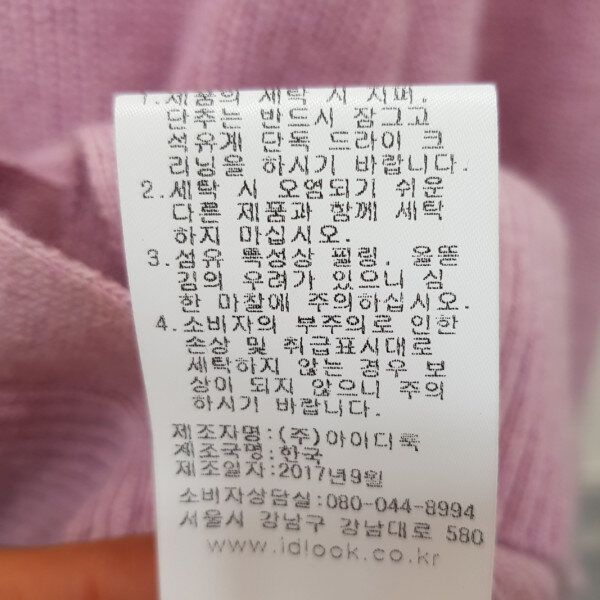 1.제품의 세탁 시 지퍼,
단추는 반드시 잠그고
석유계 단독 드라이 크
리닝을 하시기 바랍니다.
2.세탁 시 오염되기 쉬운
다른 제품과 함께 세탁
하지 마십시오.
3.섬유 특성상 필링, 올뜯
김의 우려가 있으니 심
한 마찰에 주의하십시오.
4.소비자의 부주의로 인한
손상 및 취급표시대로
세탁하지 않는 경우 보
상이 되지 않으니 주의
하시기 바랍니다.
제조자명:(주)아이디룩
제조국명:한국
제조일자:2017년9월
소비자상담실:080-044-8994
서울시 강남구 강남대로 580
www.idlook.co.kr